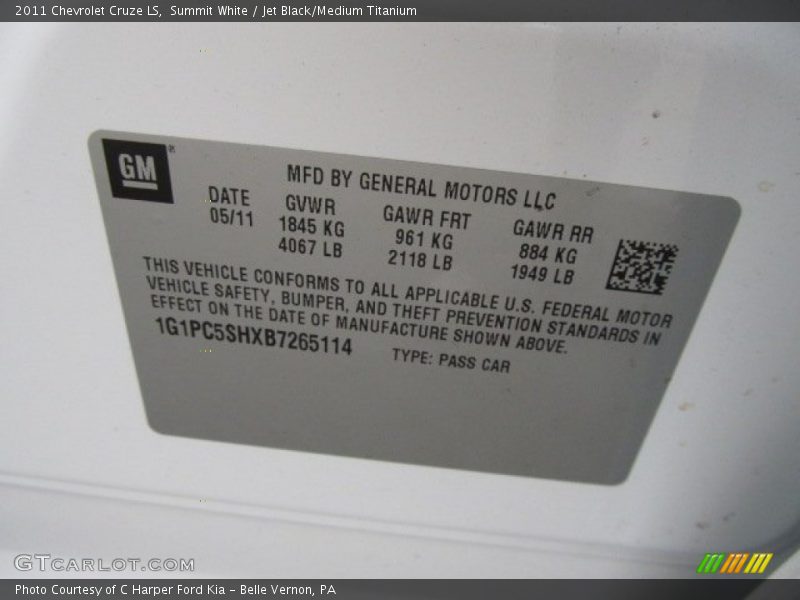 2011 Chevrolet Cruze LS, Summit White / Jet Black/Medium Titanium
GM®
MFD BY GENERAL MOTORS LLC
DATE GVWR GAWR FRT GAWR RR
05/11 1845 KG 961 KG 884 KG
4067 LB 2118 LB 1949 LB
THIS VEHICLE CONFORMS TO ALL APPLICABLE U.S. FEDERAL MOTOR
VEHICLE SAFETY, BUMPER, AND THEFT PREVENTION STANDARDS IN
EFFECT ON THE DATE OF MANUFACTURE SHOWN ABOVE.
1G1PC5SHXB7265114 TYPE: PASS CAR
GTCARLOT.COM
Photo Courtesy of C Harper Ford Kia – Belle Vernon, PA